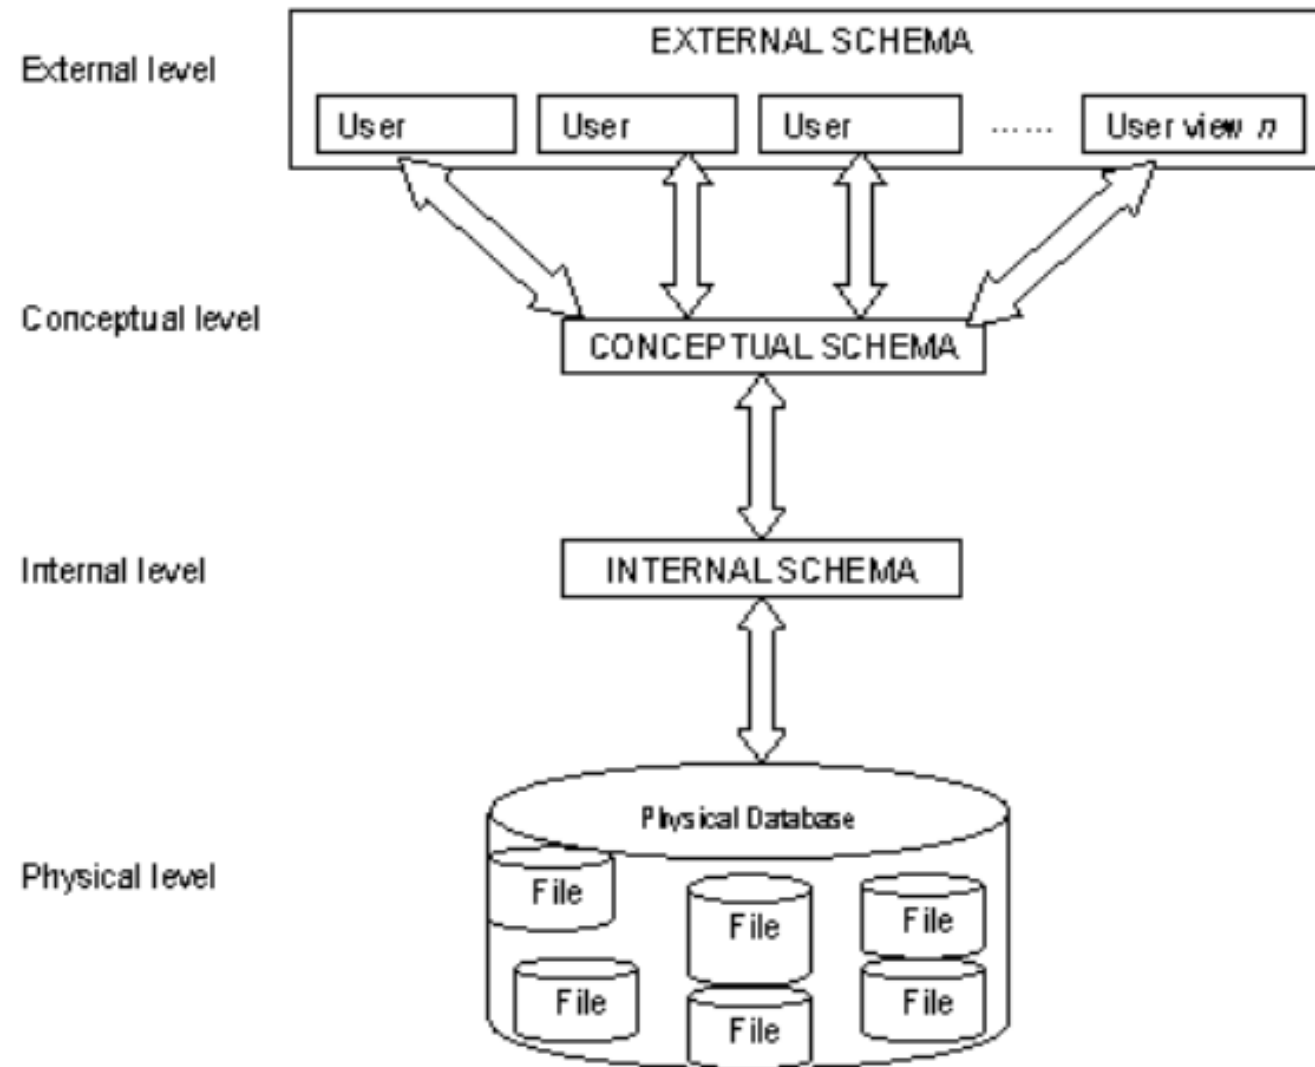 EXTERNAL SCHEMA
External level
User User User ...... User view n
Conceptual level
CONCEPTUAL SCHEMA
Internal level
INTERNAL SCHEMA
Physical Database
Physical level
File File File
File File File